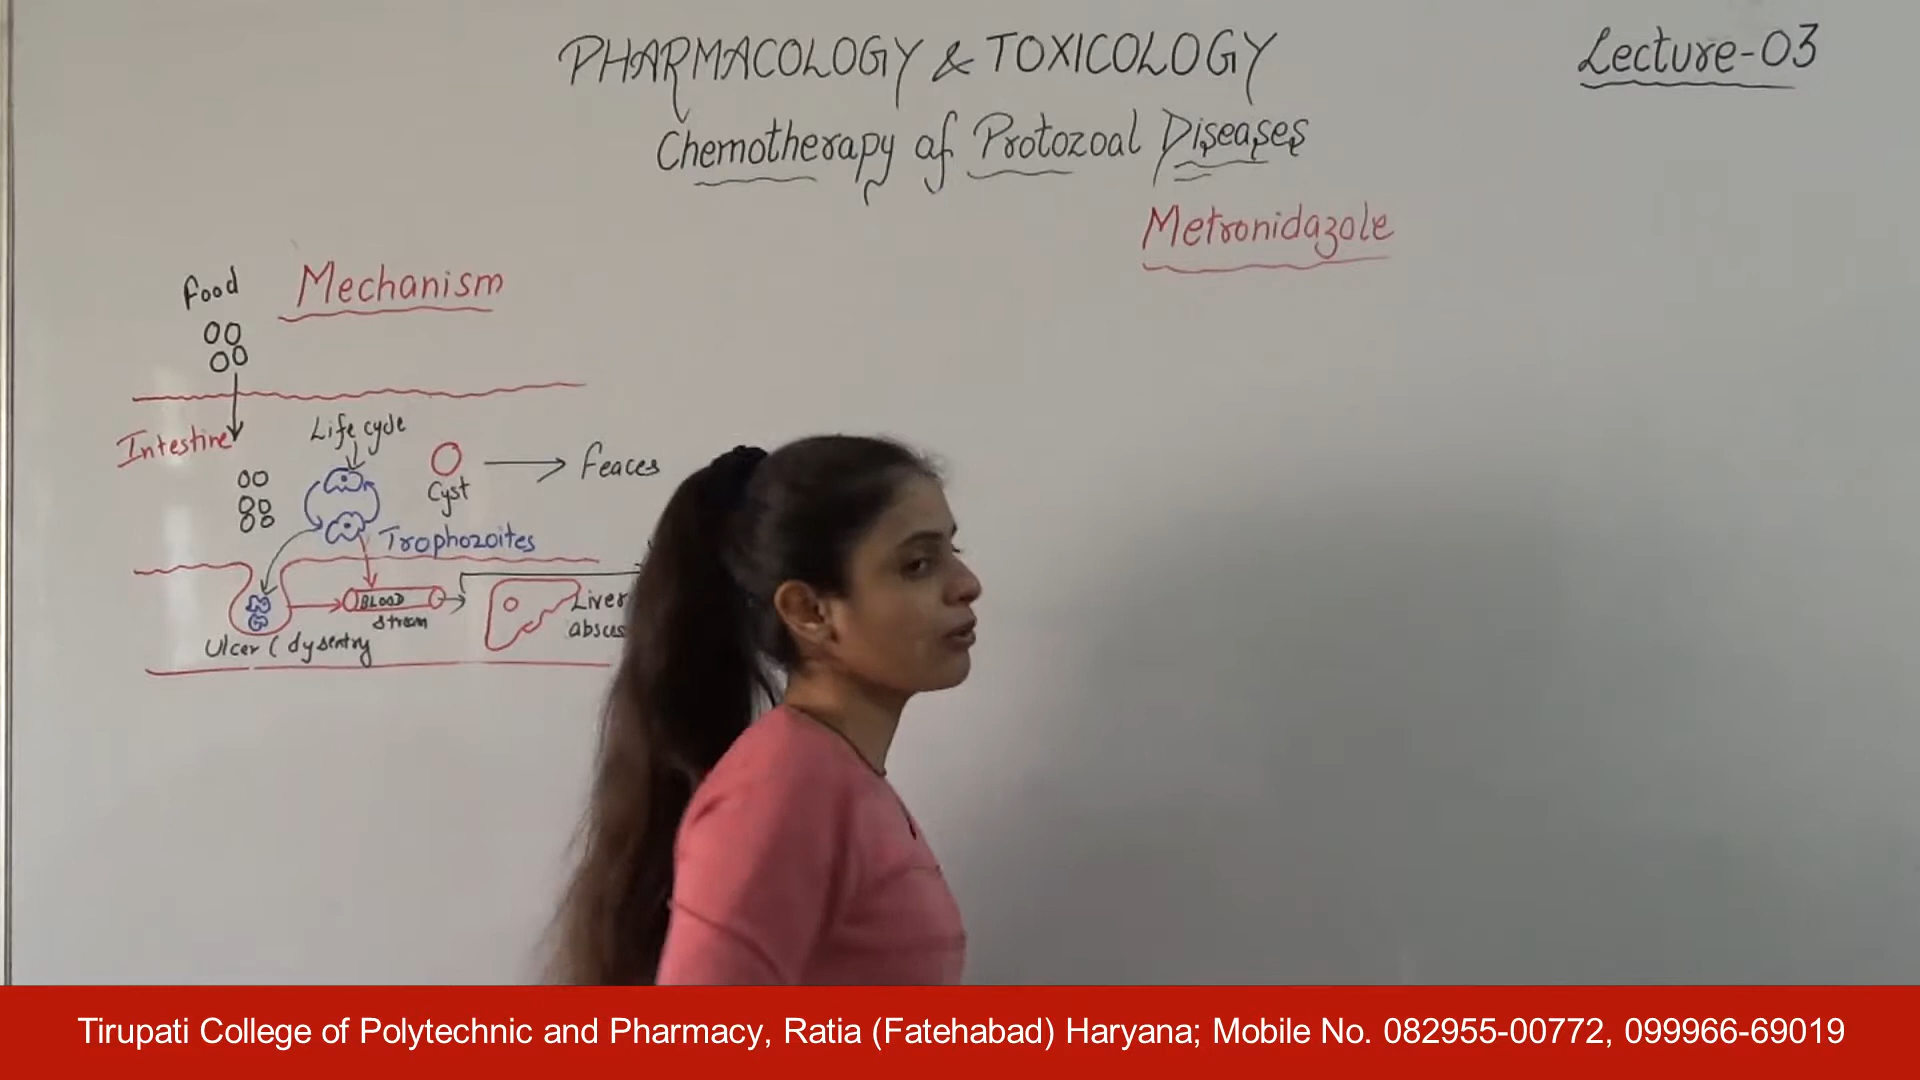 PHARMACOLOGY & TOXICOLOGY
Lecture-03
Chemotherapy of Protozoal Diseases
Metronidazole
Food
Mechanism
Intestine
Life cycle
Cyst
Feaces
Trophozoites
BLOOD
Stream
Liver
absces
Ulcer (dysentry
Tirupati College of Polytechnic and Pharmacy, Ratia (Fatehabad) Haryana; Mobile No. 082955-00772, 099966-69019